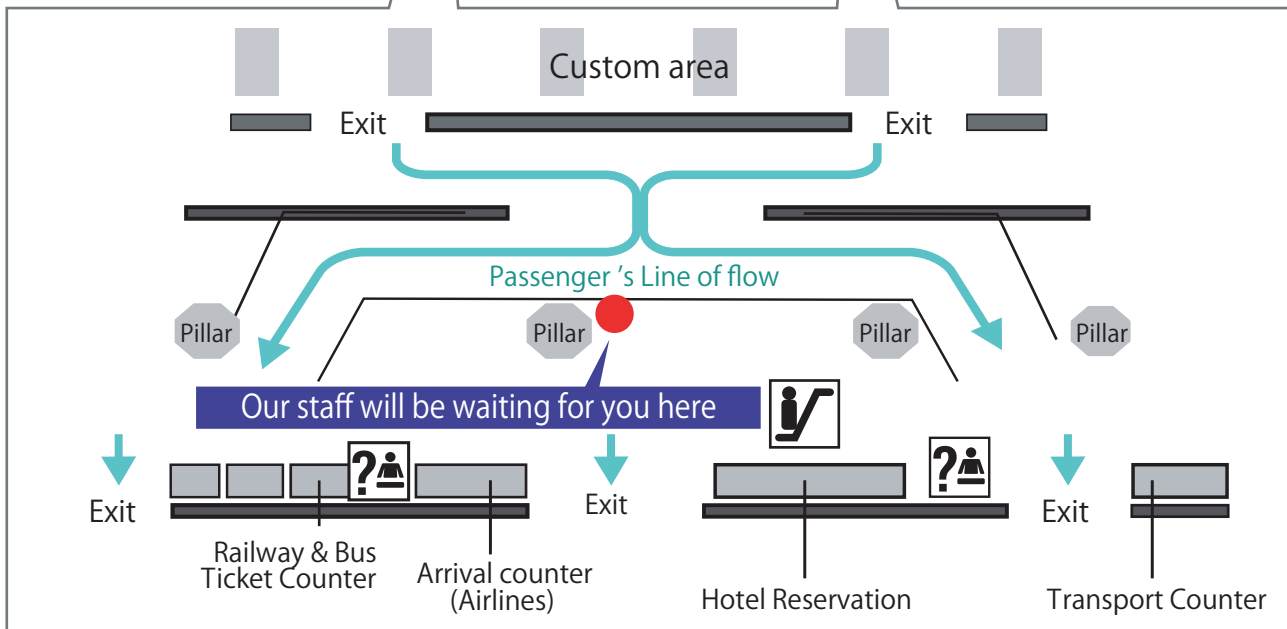 Custom area
Exit
Exit
Passenger 's Line of flow
Pillar
Pillar
Pillar
Pillar
Our staff will be waiting for you here
?
?
Exit
Exit
Exit
Railway & Bus
Ticket Counter
Arrival counter
(Airlines)
Hotel Reservation
Transport Counter